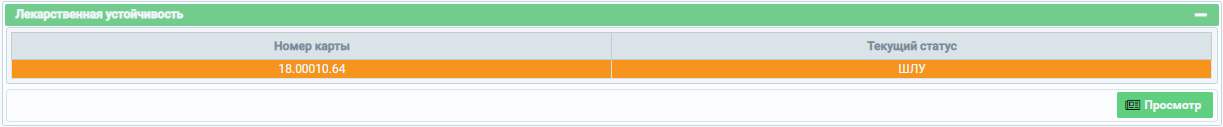 Лекарственная устойчивость
Номер карты Текущий статус
18.00010.64 ШЛУ
Просмотр